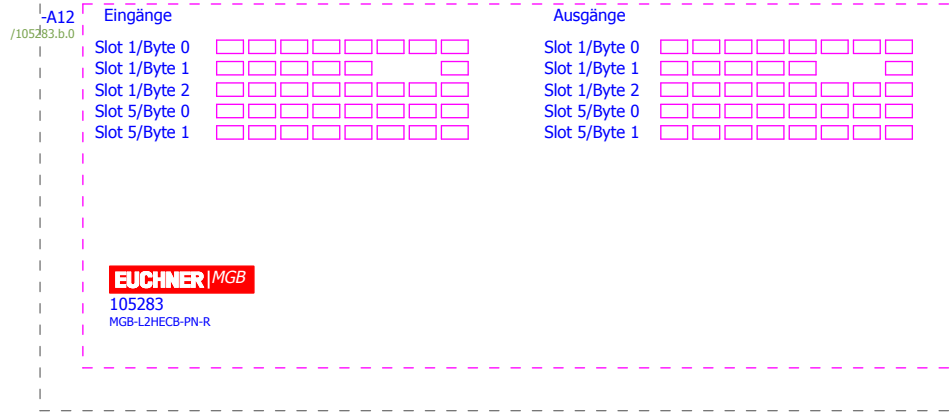 -A12
/105283.b.0
Eingänge
Slot 1/Byte 0
Slot 1/Byte 1
Slot 1/Byte 2
Slot 5/Byte 0
Slot 5/Byte 1
Ausgänge
Slot 1/Byte 0
Slot 1/Byte 1
Slot 1/Byte 2
Slot 5/Byte 0
Slot 5/Byte 1
EUCHNER|MGB
105283
MGB-L2HECB-PN-R